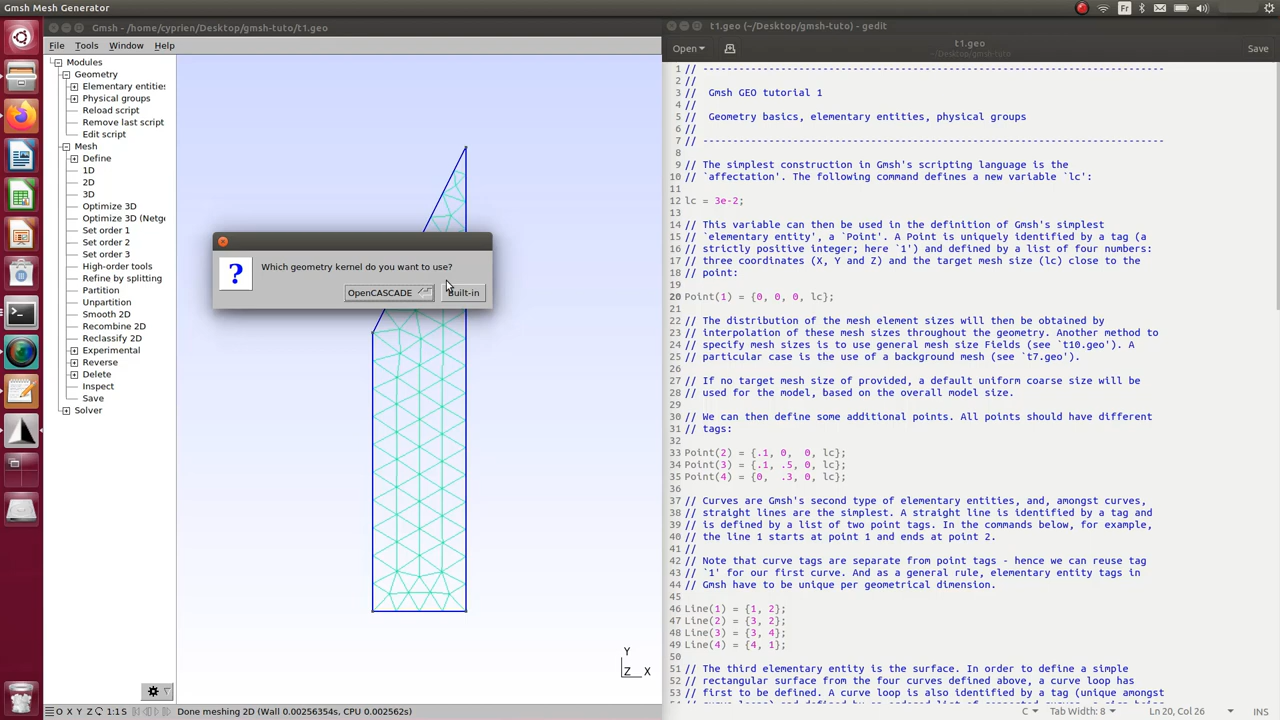 Gmsh Mesh Generator
Fr
Gmsh - /home/cyprien/Desktop/gmsh-tuto/t1.geo
File Tools Window Help
Modules
Geometry
Elementary entities
Physical groups
Reload script
Remove last script
Edit script
Mesh
Define
1D
2D
3D
Optimize 3D
Optimize 3D (Netg
Set order 1
Set order 2
Set order 3
High-order tools
Refine by splitting
Partition
Unpartition
Smooth 2D
Recombine 2D
Reclassify 2D
Experimental
Reverse
Delete
Inspect
Save
Solver
Which geometry kernel do you want to use?
OpenCASCADE
Built-in
Y
Z X
O X Y Z 1:1 S Done meshing 2D (Wall 0.00256354s, CPU 0.002562s)
t1.geo (~/Desktop/gmsh-tuto) - gedit
Open
t1.geo
~/Desktop/gmsh-tuto
Save
1 // -----------------------------------------------------------------------------
2 //
3 //  Gmsh GEO tutorial 1
4 //
5 //  Geometry basics, elementary entities, physical groups
6 //
7 // -----------------------------------------------------------------------------
8
9 // The simplest construction in Gmsh's scripting language is the
10 // `affectation'. The following command defines a new variable `lc':
11
12 lc = 3e-2;
13
14 // This variable can then be used in the definition of Gmsh's simplest
15 // `elementary entity', a `Point'. A Point is uniquely identified by a tag (a
16 // strictly positive integer; here `1') and defined by a list of four numbers:
17 // three coordinates (X, Y and Z) and the target mesh size (lc) close to the
18 // point:
19
20 Point(1) = {0, 0, 0, lc};
21
22 // The distribution of the mesh element sizes will then be obtained by
23 // interpolation of these mesh sizes throughout the geometry. Another method to
24 // specify mesh sizes is to use general mesh size Fields (see `t10.geo'). A
25 // particular case is the use of a background mesh (see `t7.geo').
26
27 // If no target mesh size of provided, a default uniform coarse size will be
28 // used for the model, based on the overall model size.
29
30 // We can then define some additional points. All points should have different
31 // tags:
32
33 Point(2) = {.1, 0,  0, lc};
34 Point(3) = {.1, .5, 0, lc};
35 Point(4) = {0,  .3, 0, lc};
36
37 // Curves are Gmsh's second type of elementary entities, and, amongst curves,
38 // straight lines are the simplest. A straight line is identified by a tag and
39 // is defined by a list of two point tags. In the commands below, for example,
40 // the line 1 starts at point 1 and ends at point 2.
41 //
42 // Note that curve tags are separate from point tags - hence we can reuse tag
43 // `1' for our first curve. And as a general rule, elementary entity tags in
44 // Gmsh have to be unique per geometrical dimension.
45
46 Line(1) = {1, 2};
47 Line(2) = {3, 2};
48 Line(3) = {3, 4};
49 Line(4) = {4, 1};
50
51 // The third elementary entity is the surface. In order to define a simple
52 // rectangular surface from the four curves defined above, a curve loop has
53 // first to be defined. A curve loop is also identified by a tag (unique amongst
C Tab Width: 8 Ln 20, Col 26 INS